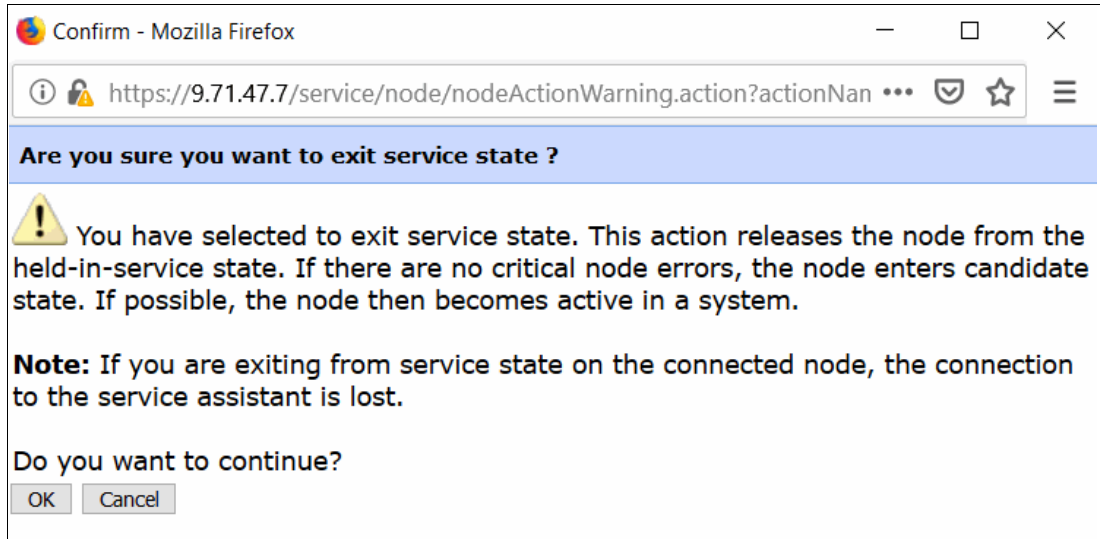 Confirm - Mozilla Firefox
https://9.71.47.7/service/node/nodeActionWarning.action?actionNan
Are you sure you want to exit service state ?
You have selected to exit service state. This action releases the node from the
held-in-service state. If there are no critical node errors, the node enters candidate
state. If possible, the node then becomes active in a system.
Note: If you are exiting from service state on the connected node, the connection
to the service assistant is lost.
Do you want to continue?
OK Cancel